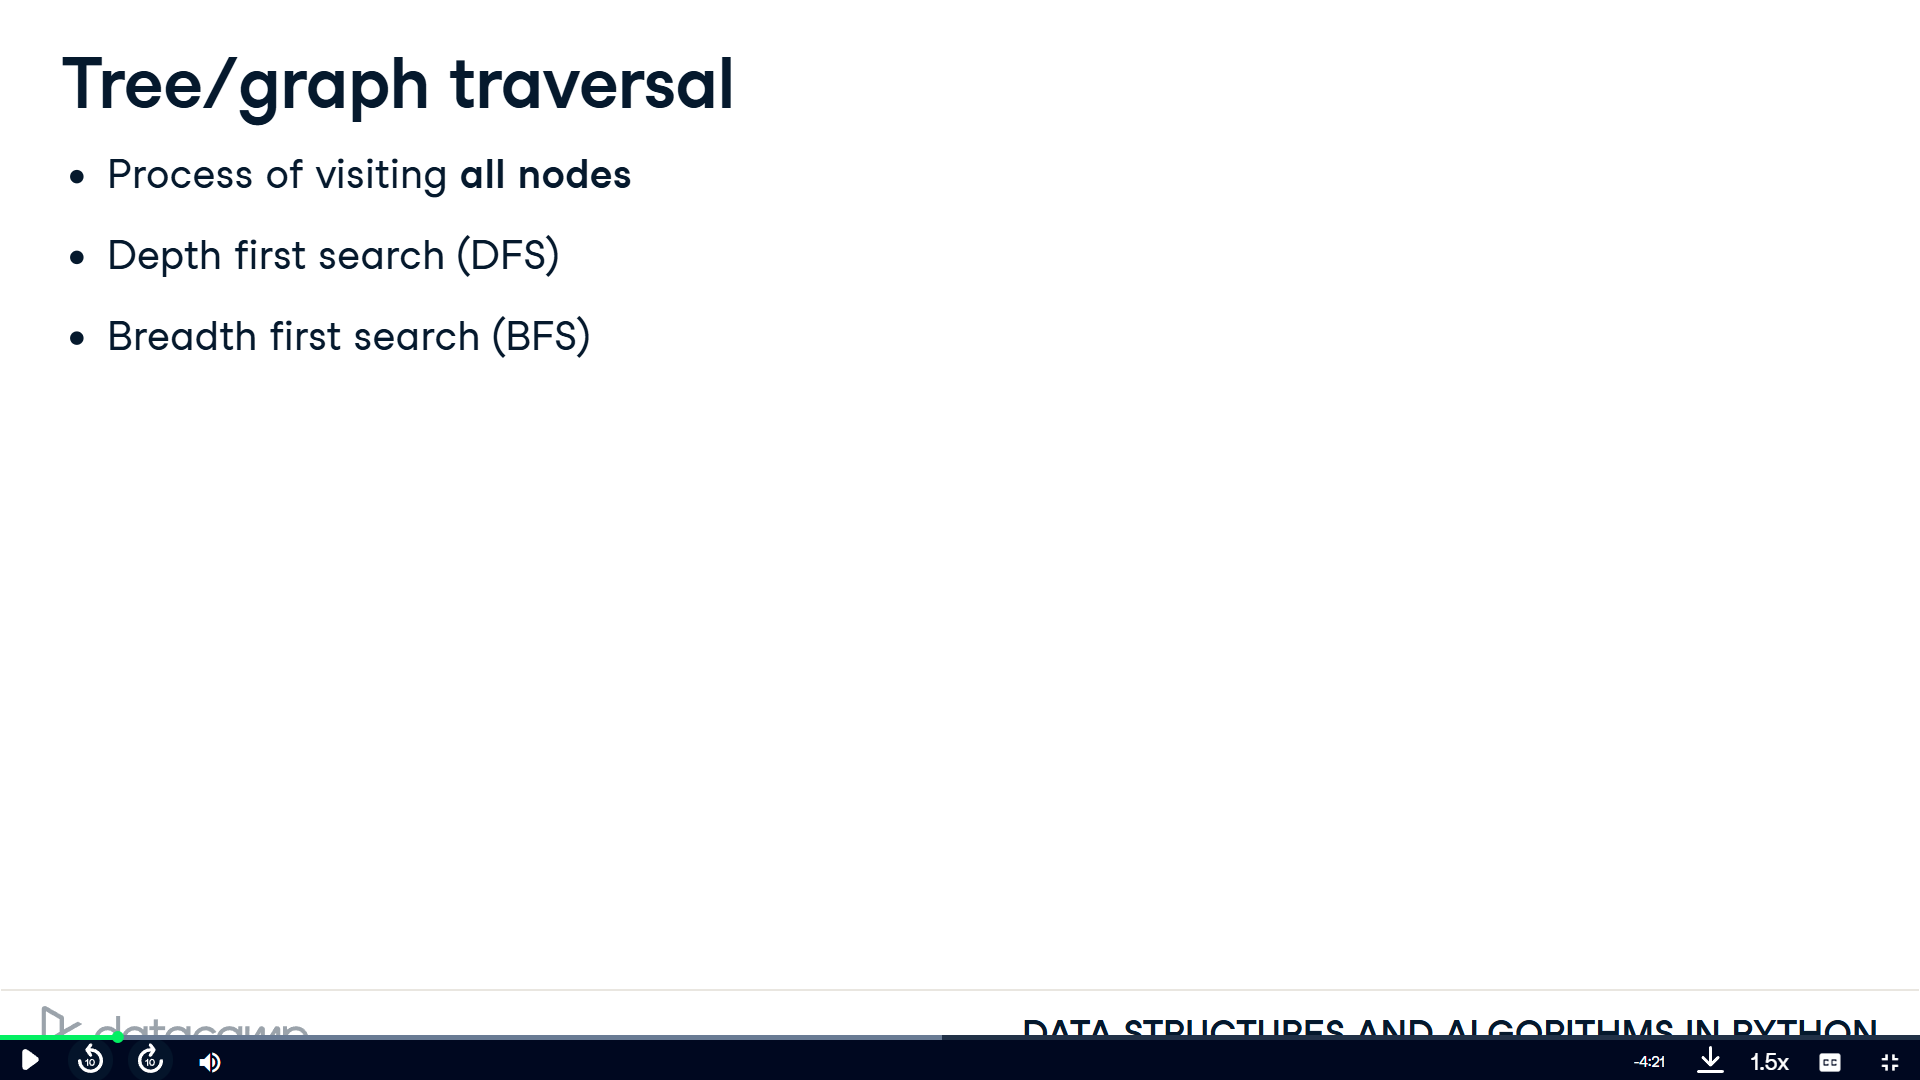 Tree/graph traversal
• Process of visiting all nodes
• Depth first search (DFS)
• Breadth first search (BFS)
datacamp
DATA STRUCTURES AND ALGORITHMS IN PYTHON
10
10
-4:21
1.5x
CC